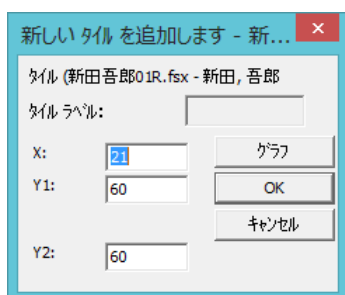 新しい ﾀｲﾙ を追加します - 新...
ﾀｲﾙ (新田吾郎01R.fsx - 新田, 吾郎
ﾀｲﾙ ﾗﾍﾞﾙ:
X: 21 ｸﾞﾗﾌ
Y1: 60 OK
ｷｬﾝｾﾙ
Y2: 60